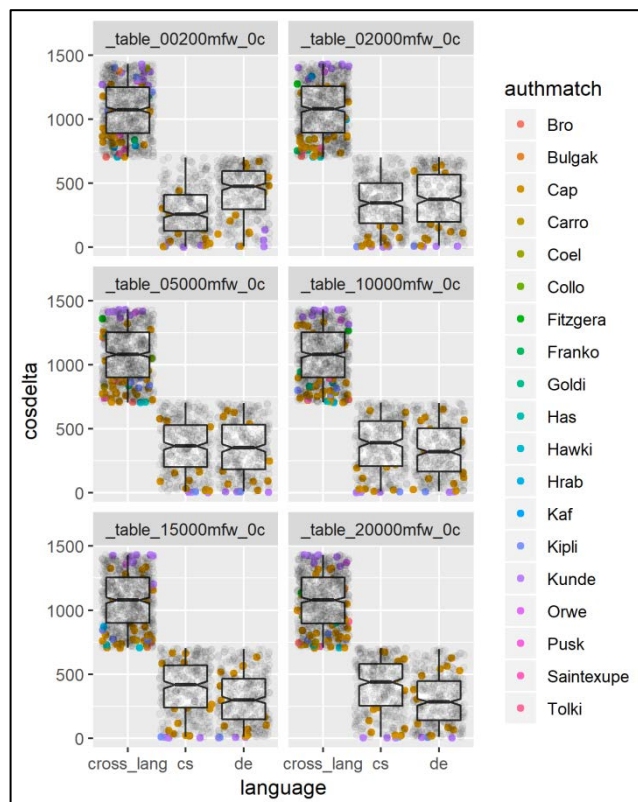 _table_00200mfw_0c
_table_02000mfw_0c
authmatch
1500
1000
500
0
Bro
Bulgak
Cap
Carro
Coel
Collo
Fitzgera
Franko
Goldi
Has
Hawki
Hrab
Kaf
Kipli
Kunde
Orwe
Pusk
Saintexupe
Tolki
_table_05000mfw_0c
_table_10000mfw_0c
1500
1000
500
0
cosdelta
_table_15000mfw_0c
_table_20000mfw_0c
1500
1000
500
0
cross_lang cs de
cross_lang cs de
language